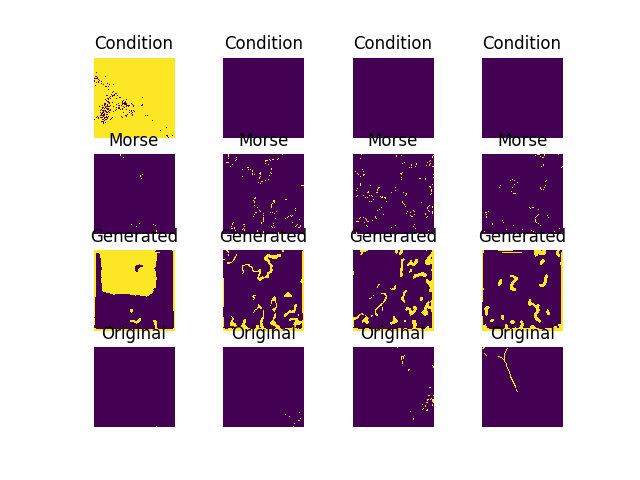 Condition Condition Condition Condition
Morse Morse Morse Morse
Generated Generated Generated Generated
Original Original Original Original